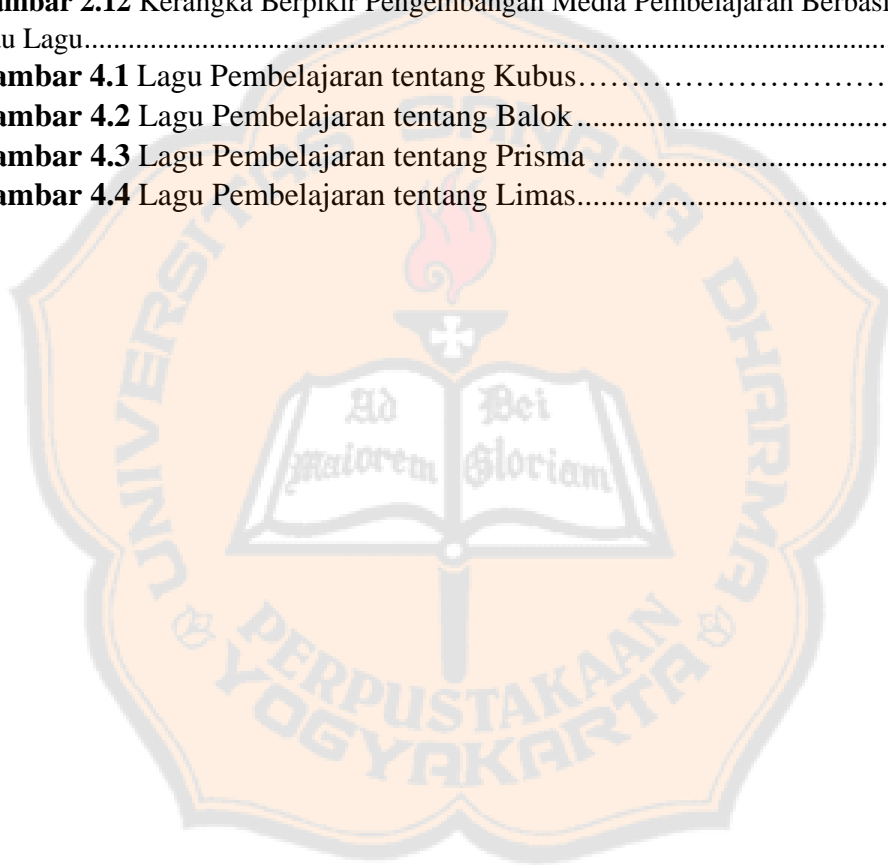 ambar 2.12 Kerangka Berpikir Pengembangan Media Pembelajaran Berbasi
au Lagu................................................................................................
ambar 4.1 Lagu Pembelajaran tentang Kubus…………………………
ambar 4.2 Lagu Pembelajaran tentang Balok..........................................
ambar 4.3 Lagu Pembelajaran tentang Prisma ........................................
ambar 4.4 Lagu Pembelajaran tentang Limas..........................................
UNIVERSITAS SANATA DHARMA
Ad Dei
Maiorem Gloriam
PERPUSTAKAAN
YOGYAKARTA